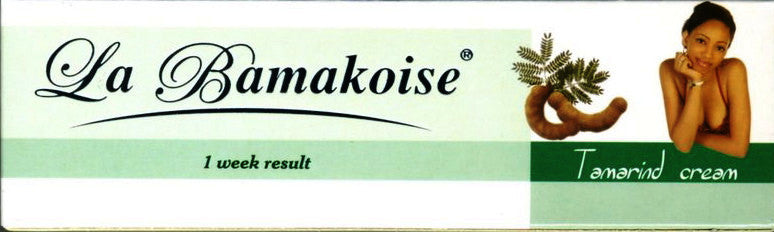 La Bamakoise®
1 week result
Tamarind cream